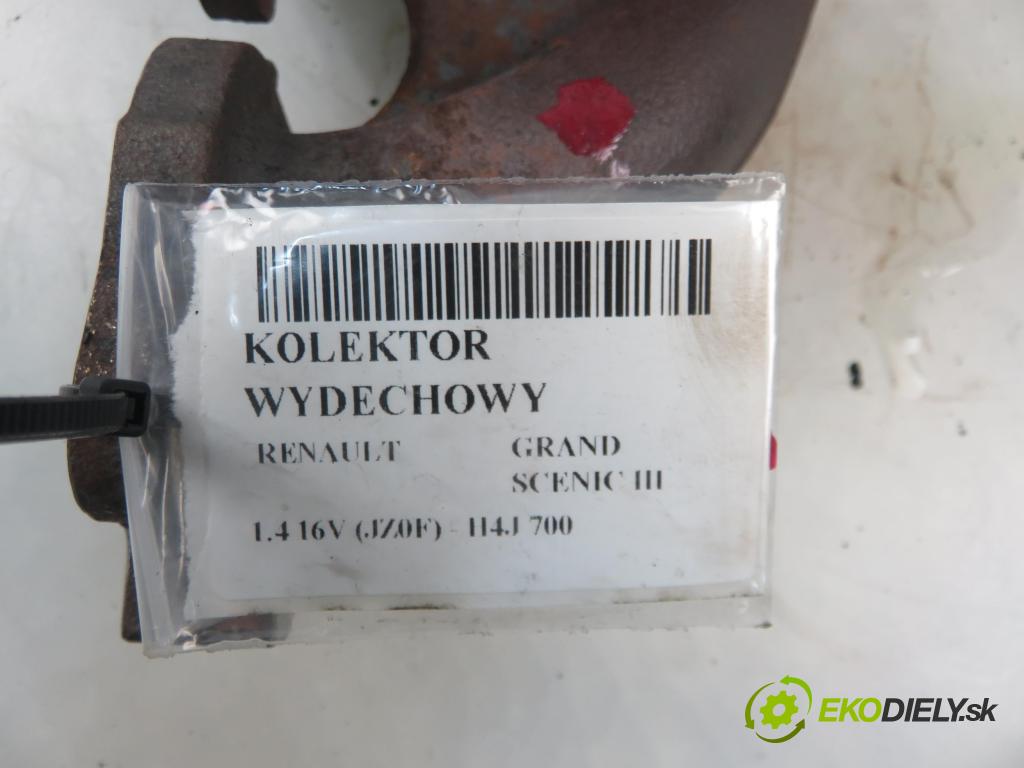 KOLEKTOR
WYDECHOWY
RENAULT GRAND
SCENIC III
1.4 16V (JZ0F) - H4J 700
EKODIELY.sk